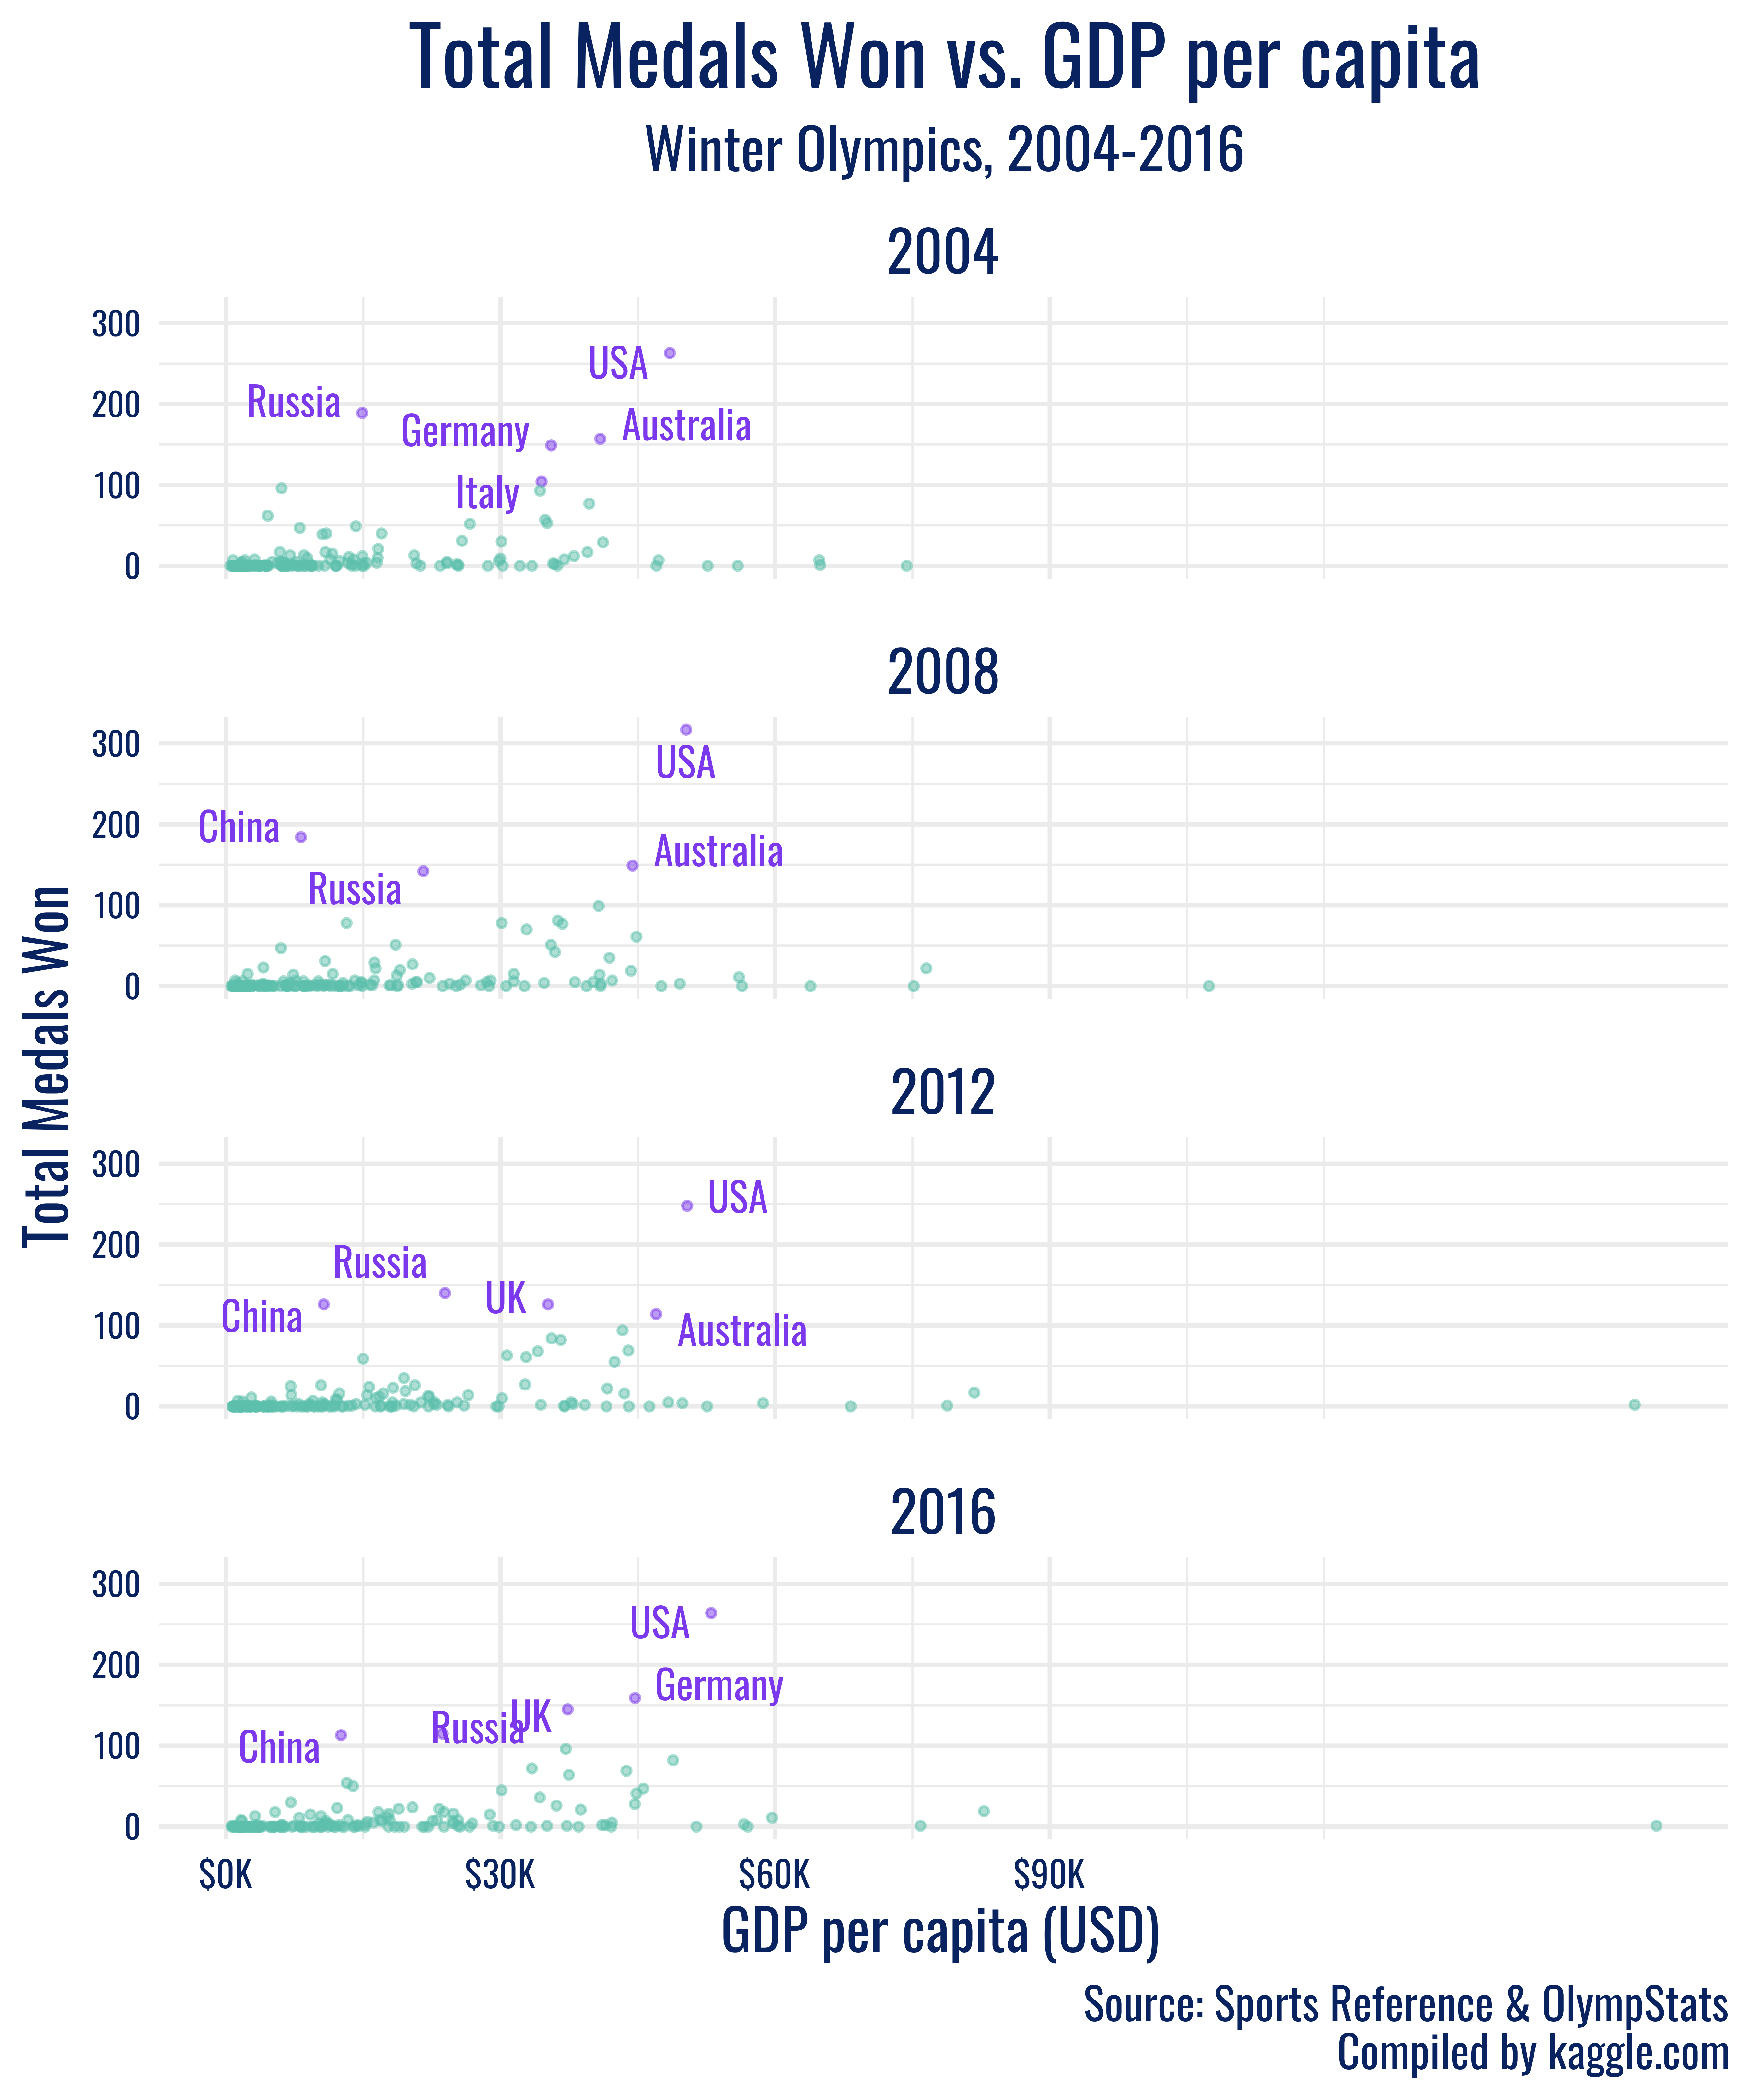 Total Medals Won vs. GDP per capita
Winter Olympics, 2004-2016
2004
300
USA
Russia
200
Germany
Australia
100
Italy
0
2008
300
USA
China
200
Australia
Russia
100
0
2012
300
USA
200
Russia
UK
China
100
Australia
0
2016
300
USA
200
Germany
UK
Russia
China
100
0
Total Medals Won
$0K $30K $60K $90K
GDP per capita (USD)
Source: Sports Reference & OlympStats
Compiled by kaggle.com